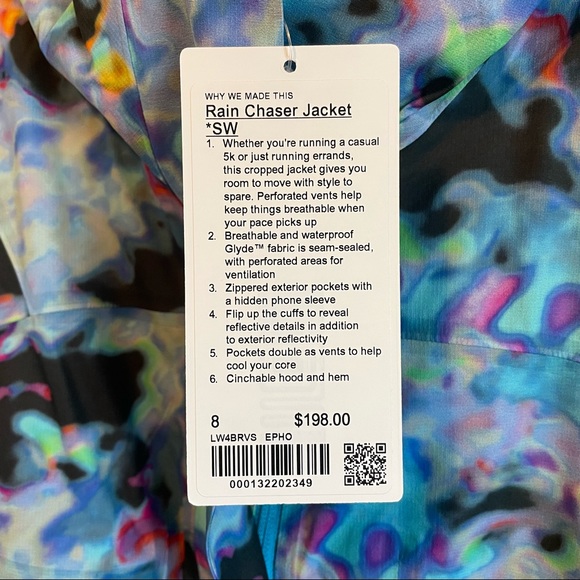 WHY WE MADE THIS
Rain Chaser Jacket
*SW
1. Whether you're running a casual
5k or just running errands,
this cropped jacket gives you
room to move with style to
spare. Perforated vents help
keep things breathable when
your pace picks up
2. Breathable and waterproof
Glyde™ fabric is seam-sealed,
with perforated areas for
ventilation
3. Zippered exterior pockets with
a hidden phone sleeve
4. Flip up the cuffs to reveal
reflective details in addition
to exterior reflectivity
5. Pockets double as vents to help
cool your core
6. Cinchable hood and hem
8 $198.00
LW4BRVS EPHO
000132202349